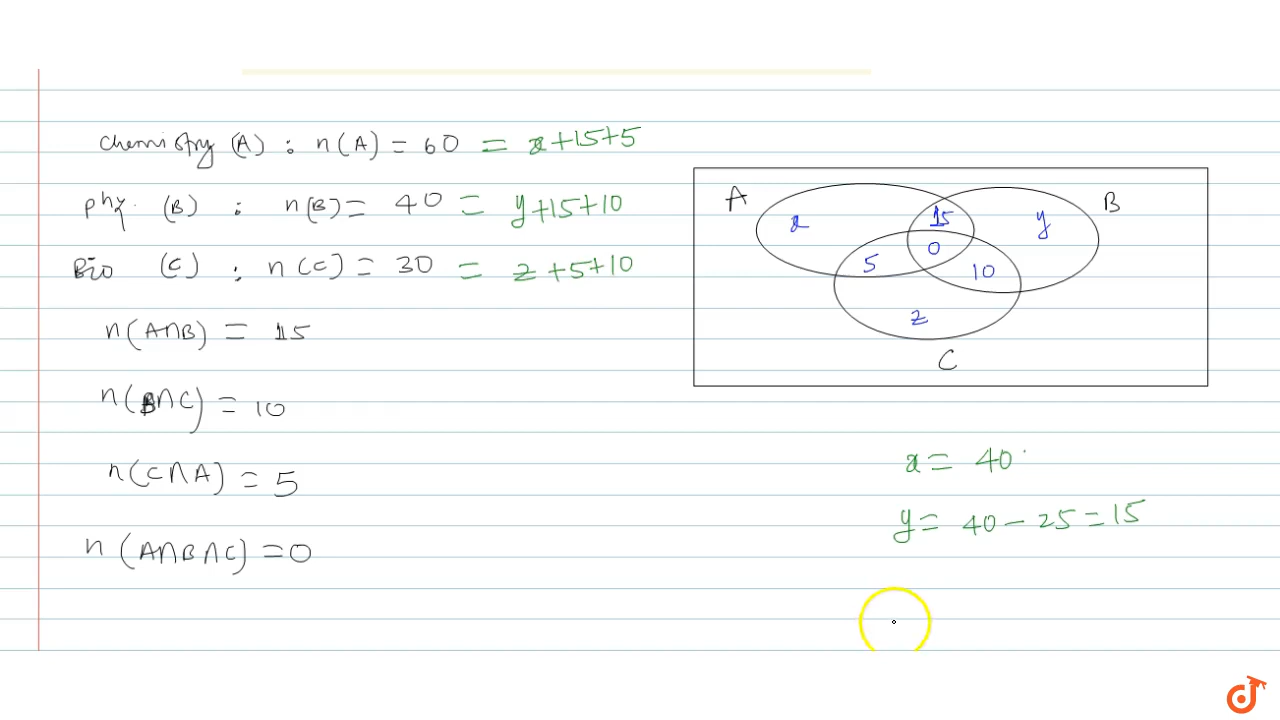 Chemistry (A) : n(A) = 60 = x+15+5
Phy. (B) : n(B) = 40 = y+15+10
Bio (C) : n(C) = 30 = z+5+10
n(A∩B) = 15
n(B∩C) = 10
n(C∩A) = 5
n(A∩B∩C) = 0
A
B
x
15
y
0
5
10
z
C
x = 40
y = 40 - 25 = 15